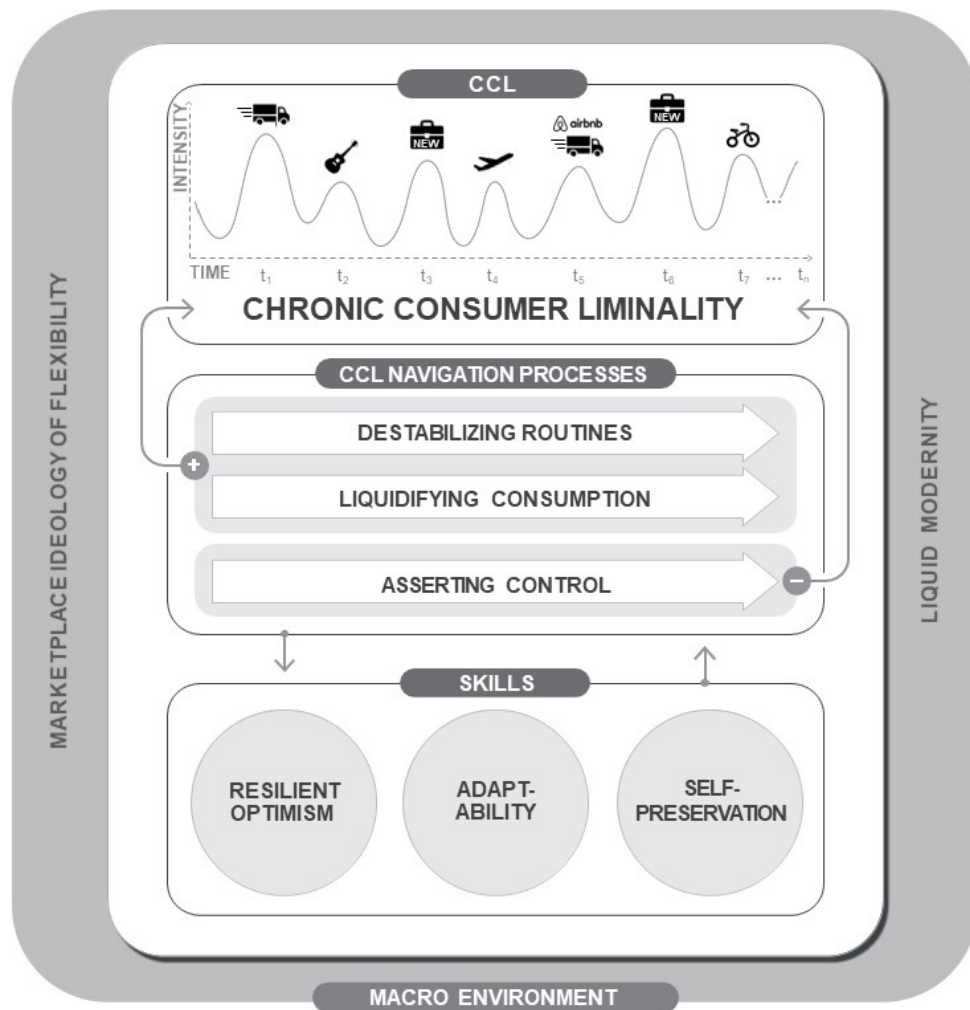 CCL
INTENSITY
NEW
airbnb
NEW
...
TIME t₁ t₂ t₃ t₄ t₅ t₆ t₇ ... tₙ
CHRONIC CONSUMER LIMINALITY
CCL NAVIGATION PROCESSES
DESTABILIZING ROUTINES
+
LIQUIDIFYING CONSUMPTION
ASSERTING CONTROL
−
SKILLS
RESILIENT
OPTIMISM
ADAPT-
ABILITY
SELF-
PRESERVATION
MARKETPLACE IDEOLOGY OF FLEXIBILITY
LIQUID MODERNITY
MACRO ENVIRONMENT